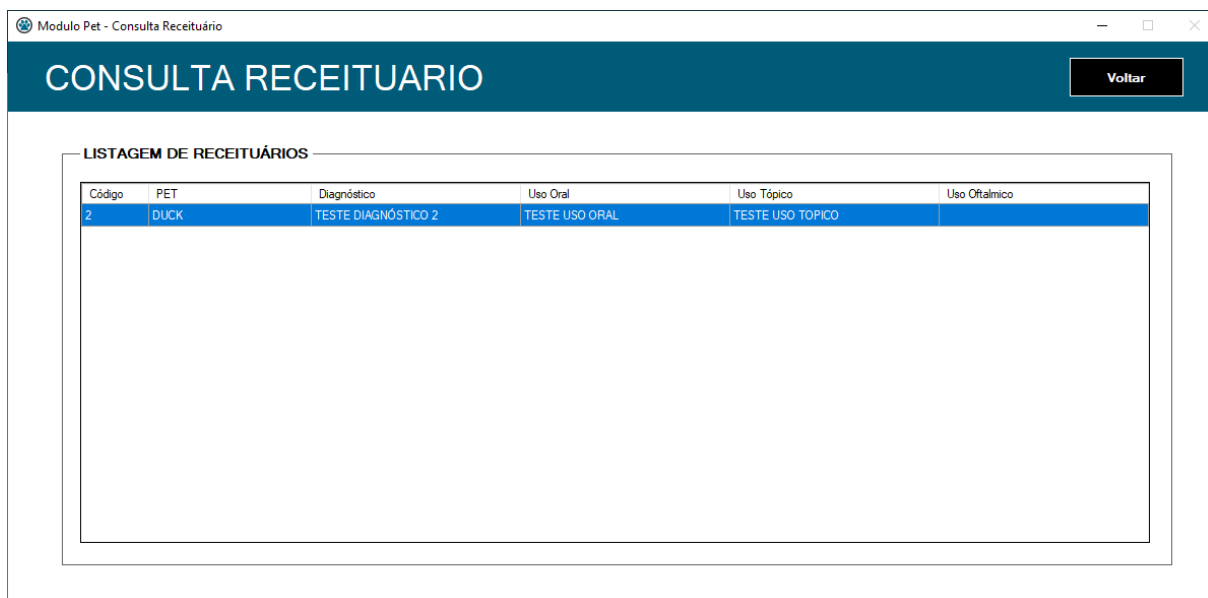 Modulo Pet - Consulta Receituário
CONSULTA RECEITUARIO
Voltar
LISTAGEM DE RECEITUÁRIOS
Código PET Diagnóstico Uso Oral Uso Tópico Uso Oftalmico
2 DUCK TESTE DIAGNÓSTICO 2 TESTE USO ORAL TESTE USO TOPICO